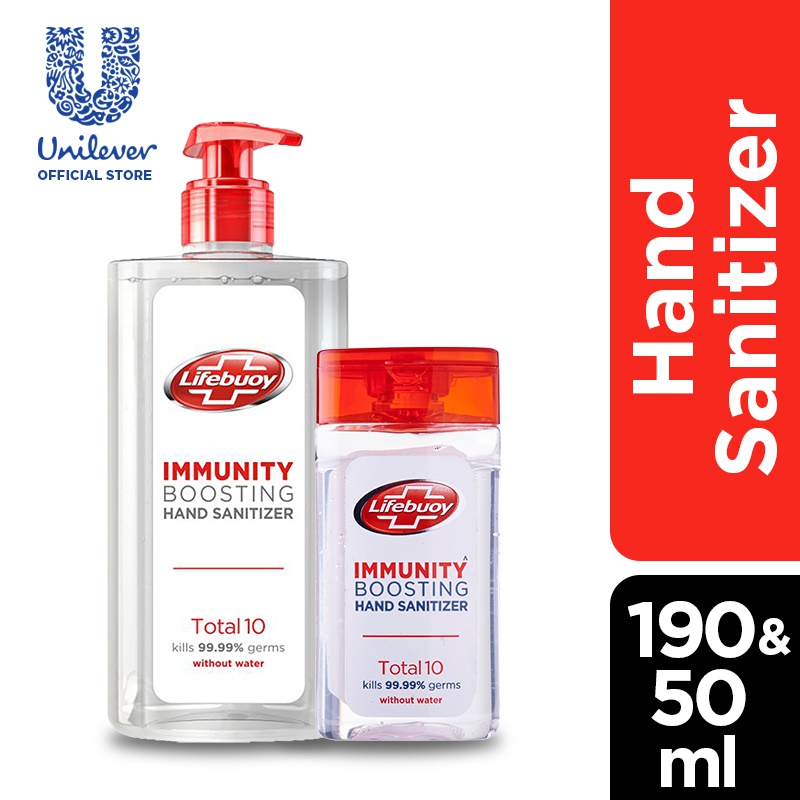 Unilever
OFFICIAL STORE
Lifebuoy
IMMUNITY
BOOSTING
HAND SANITIZER
Total 10
kills 99.99% germs
without water
Lifebuoy
IMMUNITY^
BOOSTING
HAND SANITIZER
Total 10
kills 99.99% germs
without water
Hand
Sanitizer
190 &
50
ml